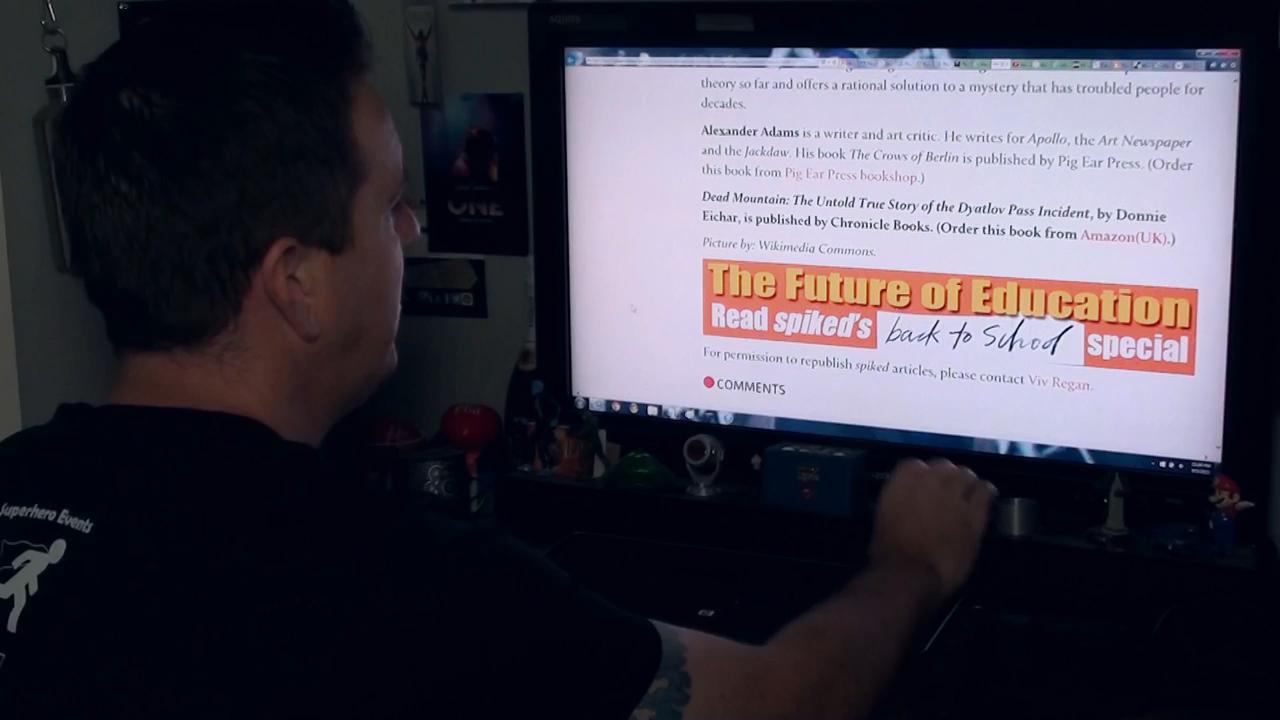 AQUOS
theory so far and offers a rational solution to a mystery that has troubled people for
decades.
Alexander Adams is a writer and art critic. He writes for Apollo, the Art Newspaper
and the Jackdaw. His book The Crows of Berlin is published by Pig Ear Press. (Order
this book from Pig Ear Press bookshop.)
Dead Mountain: The Untold True Story of the Dyatlov Pass Incident, by Donnie
Eichar, is published by Chronicle Books. (Order this book from Amazon(UK).)
Picture by: Wikimedia Commons.
The Future of Education
Read spiked's back to School special
For permission to republish spiked articles, please contact Viv Regan.
COMMENTS
ONE
Superhero Events
hp